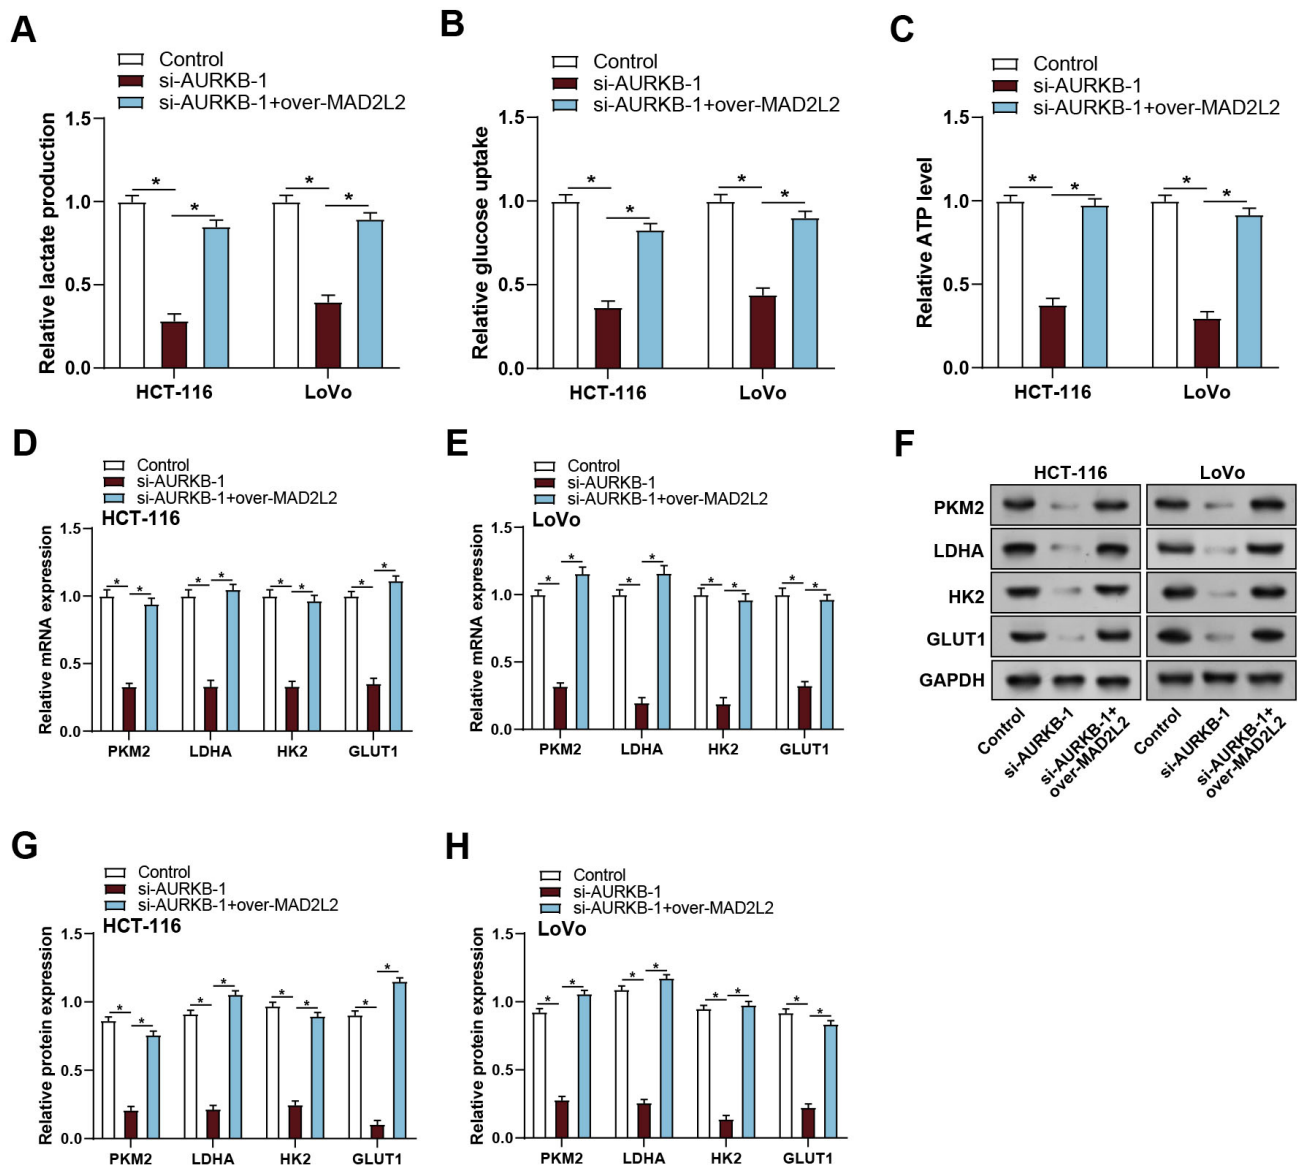 A
Control
si-AURKB-1
si-AURKB-1+over-MAD2L2
Relative lactate production
1.5
1.0
0.5
0.0
* * * *
HCT-116 LoVo
B
Control
si-AURKB-1
si-AURKB-1+over-MAD2L2
Relative glucose uptake
1.5
1.0
0.5
0.0
* * * *
HCT-116 LoVo
C
Control
si-AURKB-1
si-AURKB-1+over-MAD2L2
Relative ATP level
1.5
1.0
0.5
0.0
* * * *
HCT-116 LoVo
D
Control
si-AURKB-1
si-AURKB-1+over-MAD2L2
HCT-116
Relative mRNA expression
1.5
1.0
0.5
0.0
* * * * * * * *
PKM2 LDHA HK2 GLUT1
E
Control
si-AURKB-1
si-AURKB-1+over-MAD2L2
LoVo
Relative mRNA expression
1.5
1.0
0.5
0.0
* * * * * * * *
PKM2 LDHA HK2 GLUT1
F
HCT-116 LoVo
PKM2
LDHA
HK2
GLUT1
GAPDH
Control
si-AURKB-1
si-AURKB-1+
over-MAD2L2
Control
si-AURKB-1
si-AURKB-1+
over-MAD2L2
G
Control
si-AURKB-1
si-AURKB-1+over-MAD2L2
HCT-116
Relative protein expression
1.5
1.0
0.5
0.0
* * * * * * * *
PKM2 LDHA HK2 GLUT1
H
Control
si-AURKB-1
si-AURKB-1+over-MAD2L2
LoVo
Relative protein expression
1.5
1.0
0.5
0.0
* * * * * * * *
PKM2 LDHA HK2 GLUT1